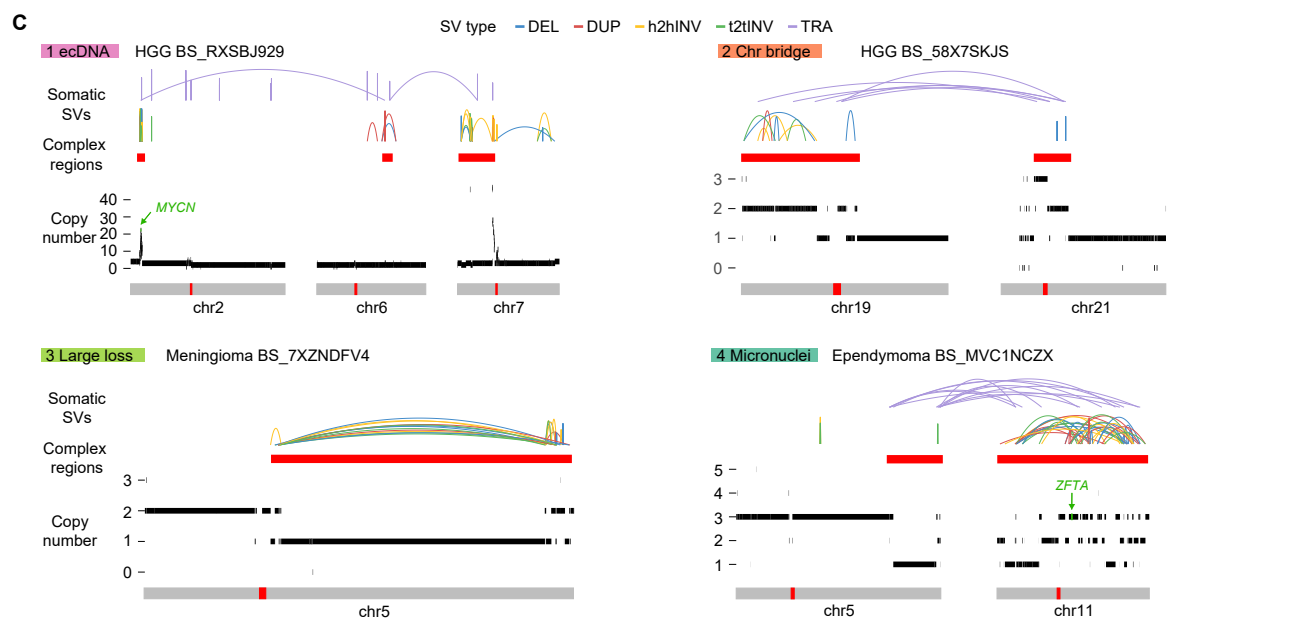 C
SV type DEL DUP h2hINV t2tINV TRA
1 ecDNA HGG BS_RXSBJ929
Somatic
SVs
Complex
regions
MYCN
Copy
number
40
30
20
10
0
chr2 chr6 chr7
2 Chr bridge HGG BS_58X7SKJS
3
2
1
0
chr19 chr21
3 Large loss Meningioma BS_7XZNDFV4
Somatic
SVs
Complex
regions
Copy
number
3
2
1
0
chr5
4 Micronuclei Ependymoma BS_MVC1NCZX
ZFTA
5
4
3
2
1
chr5 chr11